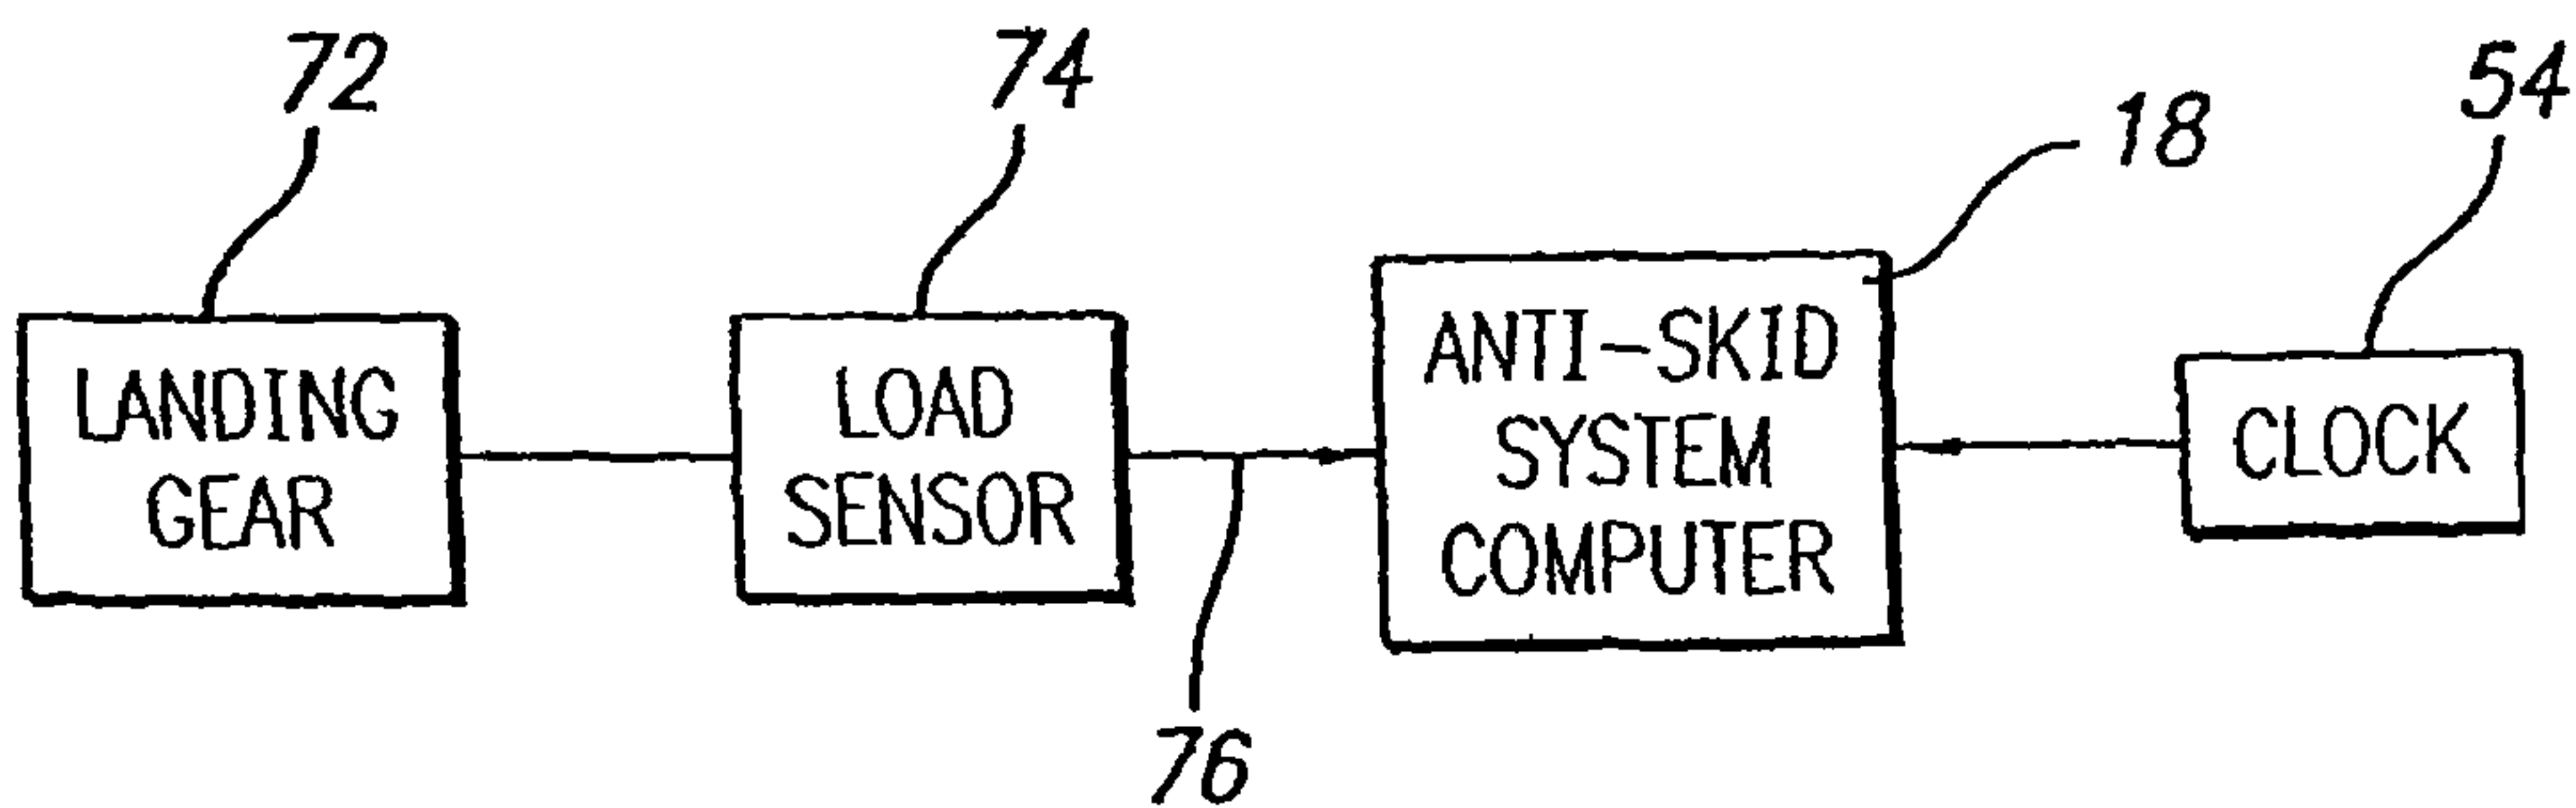 72
74
18
54
LANDING
GEAR
LOAD
SENSOR
ANTI-SKID
SYSTEM
COMPUTER
CLOCK
76